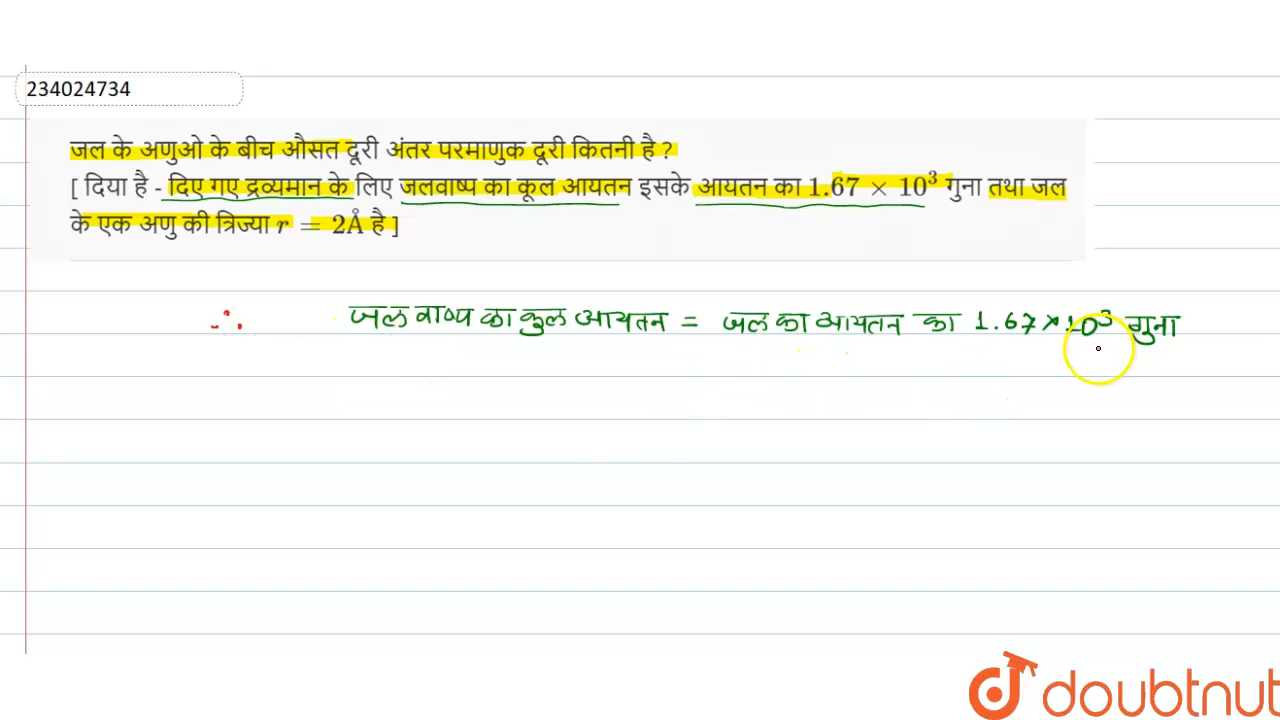 234024734
जल के अणुओ के बीच औसत दूरी अंतर परमाणुक दूरी कितनी है ?
[ दिया है - दिए गए द्रव्यमान के लिए जलवाष्प का कूल आयतन इसके आयतन का 1.67 × 10³ गुना तथा जल
के एक अणु की त्रिज्या r = 2Å है ]
∴ जल वाष्प का कुल आयतन = जल का आयतन का 1.67×10³ गुना
doubtnut